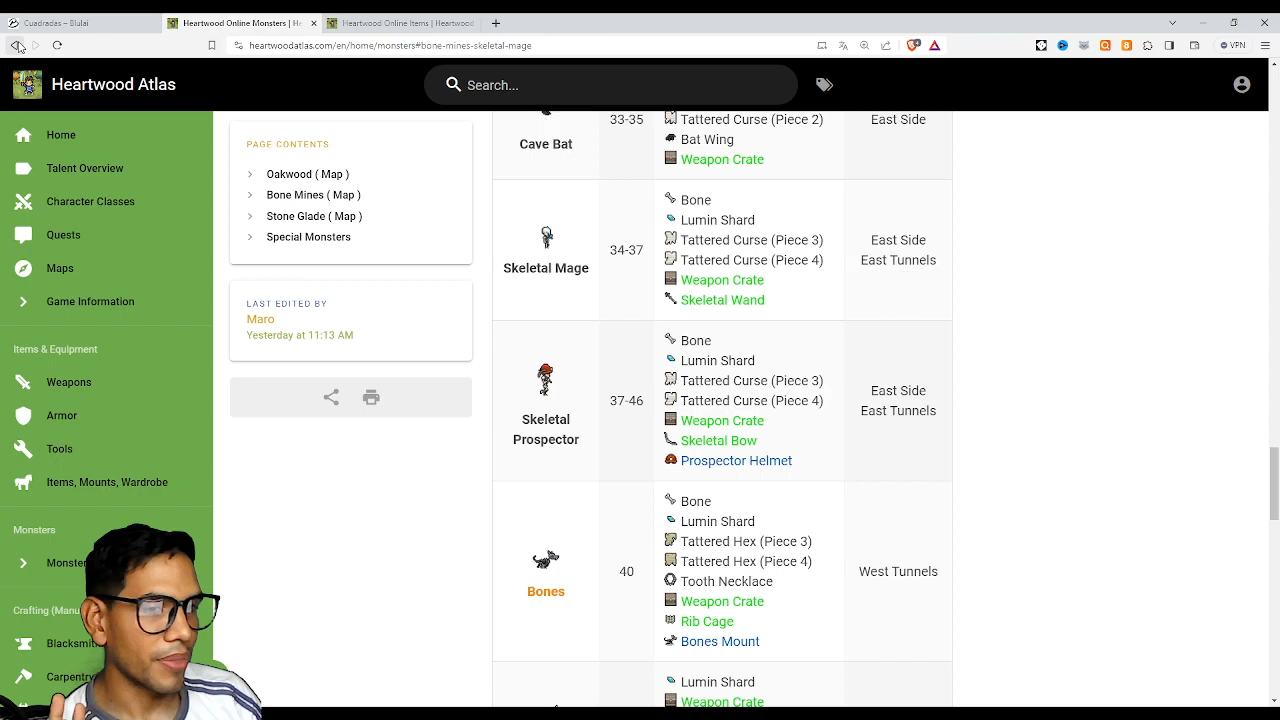 Cuadradas – Blulai
Heartwood Online Monsters | He
Heartwood Online Items | Heartwood
heartwoodatlas.com/en/home/monsters#bone-mines-skeletal-mage
VPN
Heartwood Atlas
Search...
Home
Talent Overview
Character Classes
Quests
Maps
Game Information
Items & Equipment
Weapons
Armor
Tools
Items, Mounts, Wardrobe
Monsters
Crafting (Manu
Blacksmithi
Carpentry
PAGE CONTENTS
Oakwood ( Map )
Bone Mines ( Map )
Stone Glade ( Map )
Special Monsters
LAST EDITED BY
Maro
Yesterday at 11:13 AM
Cave Bat
33-35
Tattered Curse (Piece 2)
Bat Wing
Weapon Crate
East Side
Skeletal Mage
34-37
Bone
Lumin Shard
Tattered Curse (Piece 3)
Tattered Curse (Piece 4)
Weapon Crate
Skeletal Wand
East Side
East Tunnels
Skeletal
Prospector
37-46
Bone
Lumin Shard
Tattered Curse (Piece 3)
Tattered Curse (Piece 4)
Weapon Crate
Skeletal Bow
Prospector Helmet
East Side
East Tunnels
Bones
40
Bone
Lumin Shard
Tattered Hex (Piece 3)
Tattered Hex (Piece 4)
Tooth Necklace
Weapon Crate
Rib Cage
Bones Mount
West Tunnels
Lumin Shard
Weapon Crate